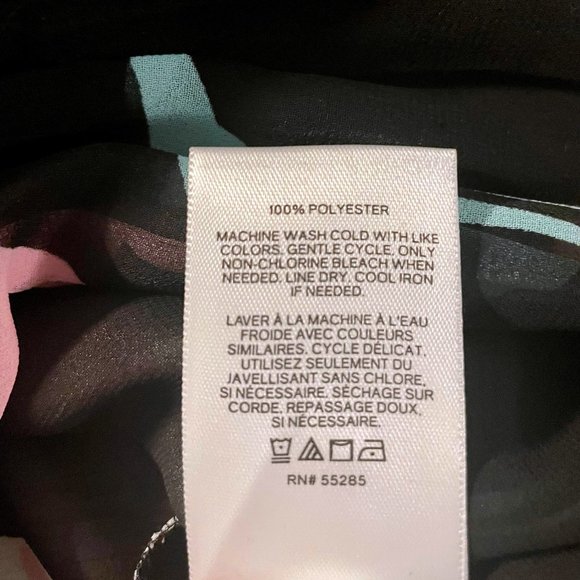 100% POLYESTER
MACHINE WASH COLD WITH LIKE
COLORS. GENTLE CYCLE. ONLY
NON-CHLORINE BLEACH WHEN
NEEDED. LINE DRY. COOL IRON
IF NEEDED.
LAVER À LA MACHINE À L'EAU
FROIDE AVEC COULEURS
SIMILAIRES. CYCLE DÉLICAT.
UTILISEZ SEULEMENT DU
JAVELLISANT SANS CHLORE,
SI NÉCESSAIRE. SÉCHAGE SUR
CORDE. REPASSAGE DOUX,
SI NÉCESSAIRE.
RN# 55285